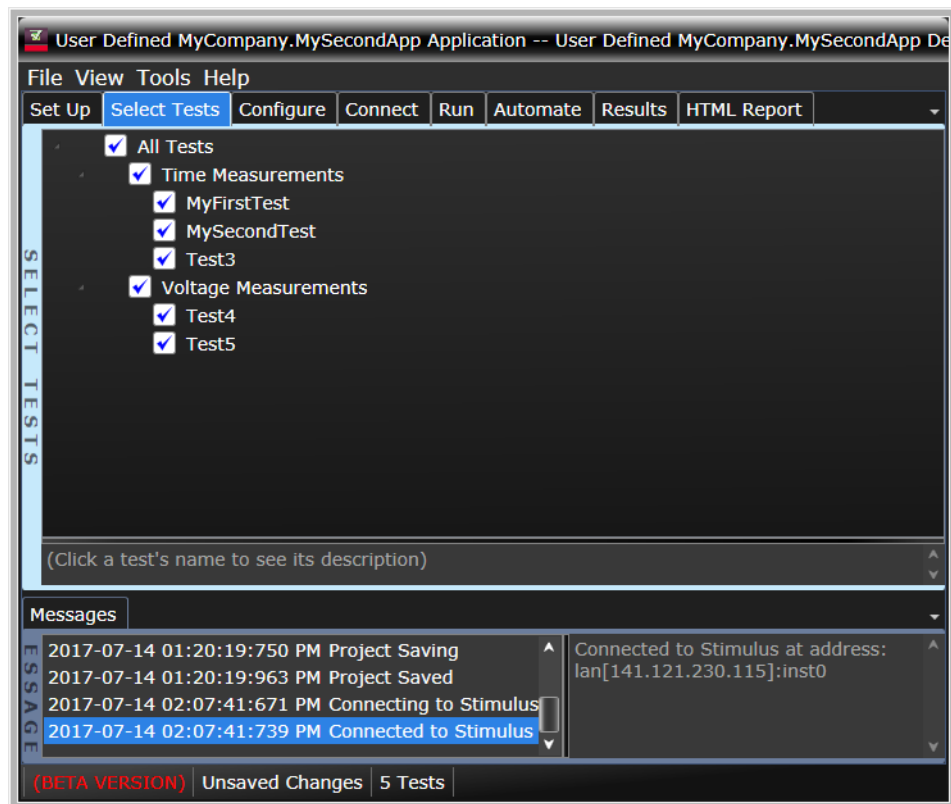 User Defined MyCompany.MySecondApp Application -- User Defined MyCompany.MySecondApp De
File View Tools Help
Set Up Select Tests Configure Connect Run Automate Results HTML Report
All Tests
Time Measurements
MyFirstTest
MySecondTest
Test3
Voltage Measurements
Test4
Test5
SELECT TESTS
(Click a test's name to see its description)
Messages
ESSAGE
2017-07-14 01:20:19:750 PM Project Saving
2017-07-14 01:20:19:963 PM Project Saved
2017-07-14 02:07:41:671 PM Connecting to Stimulus
2017-07-14 02:07:41:739 PM Connected to Stimulus
Connected to Stimulus at address:
lan[141.121.230.115]:inst0
(BETA VERSION) Unsaved Changes 5 Tests